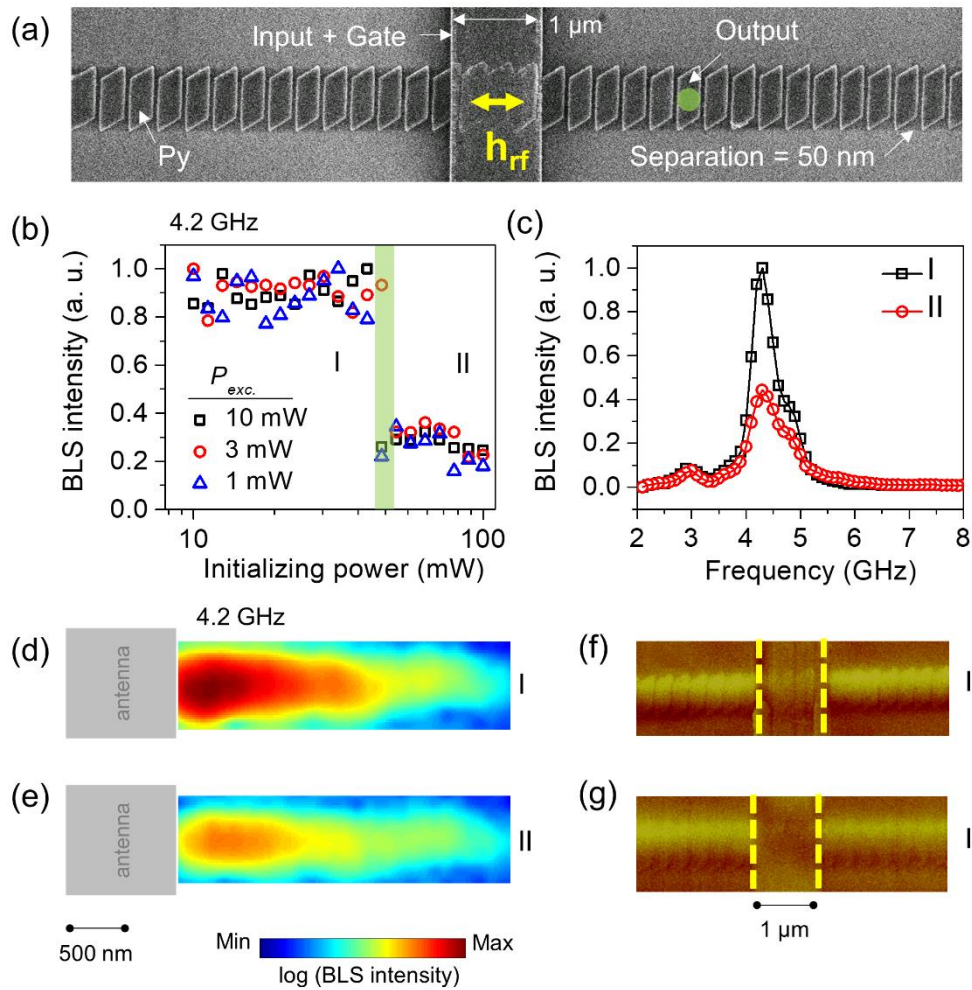 (a)
Input + Gate
1 µm
Output
h_rf
Py
Separation = 50 nm
(b)
4.2 GHz
BLS intensity (a. u.)
1.0
0.8
0.6
0.4
0.2
0.0
I
II
P_exc.
10 mW
3 mW
1 mW
10
100
Initializing power (mW)
(c)
BLS intensity (a. u.)
1.0
0.8
0.6
0.4
0.2
0.0
I
II
2
3
4
5
6
7
8
Frequency (GHz)
4.2 GHz
(d)
antenna
I
(e)
antenna
II
500 nm
Min
Max
log (BLS intensity)
(f)
I
(g)
I
1 µm